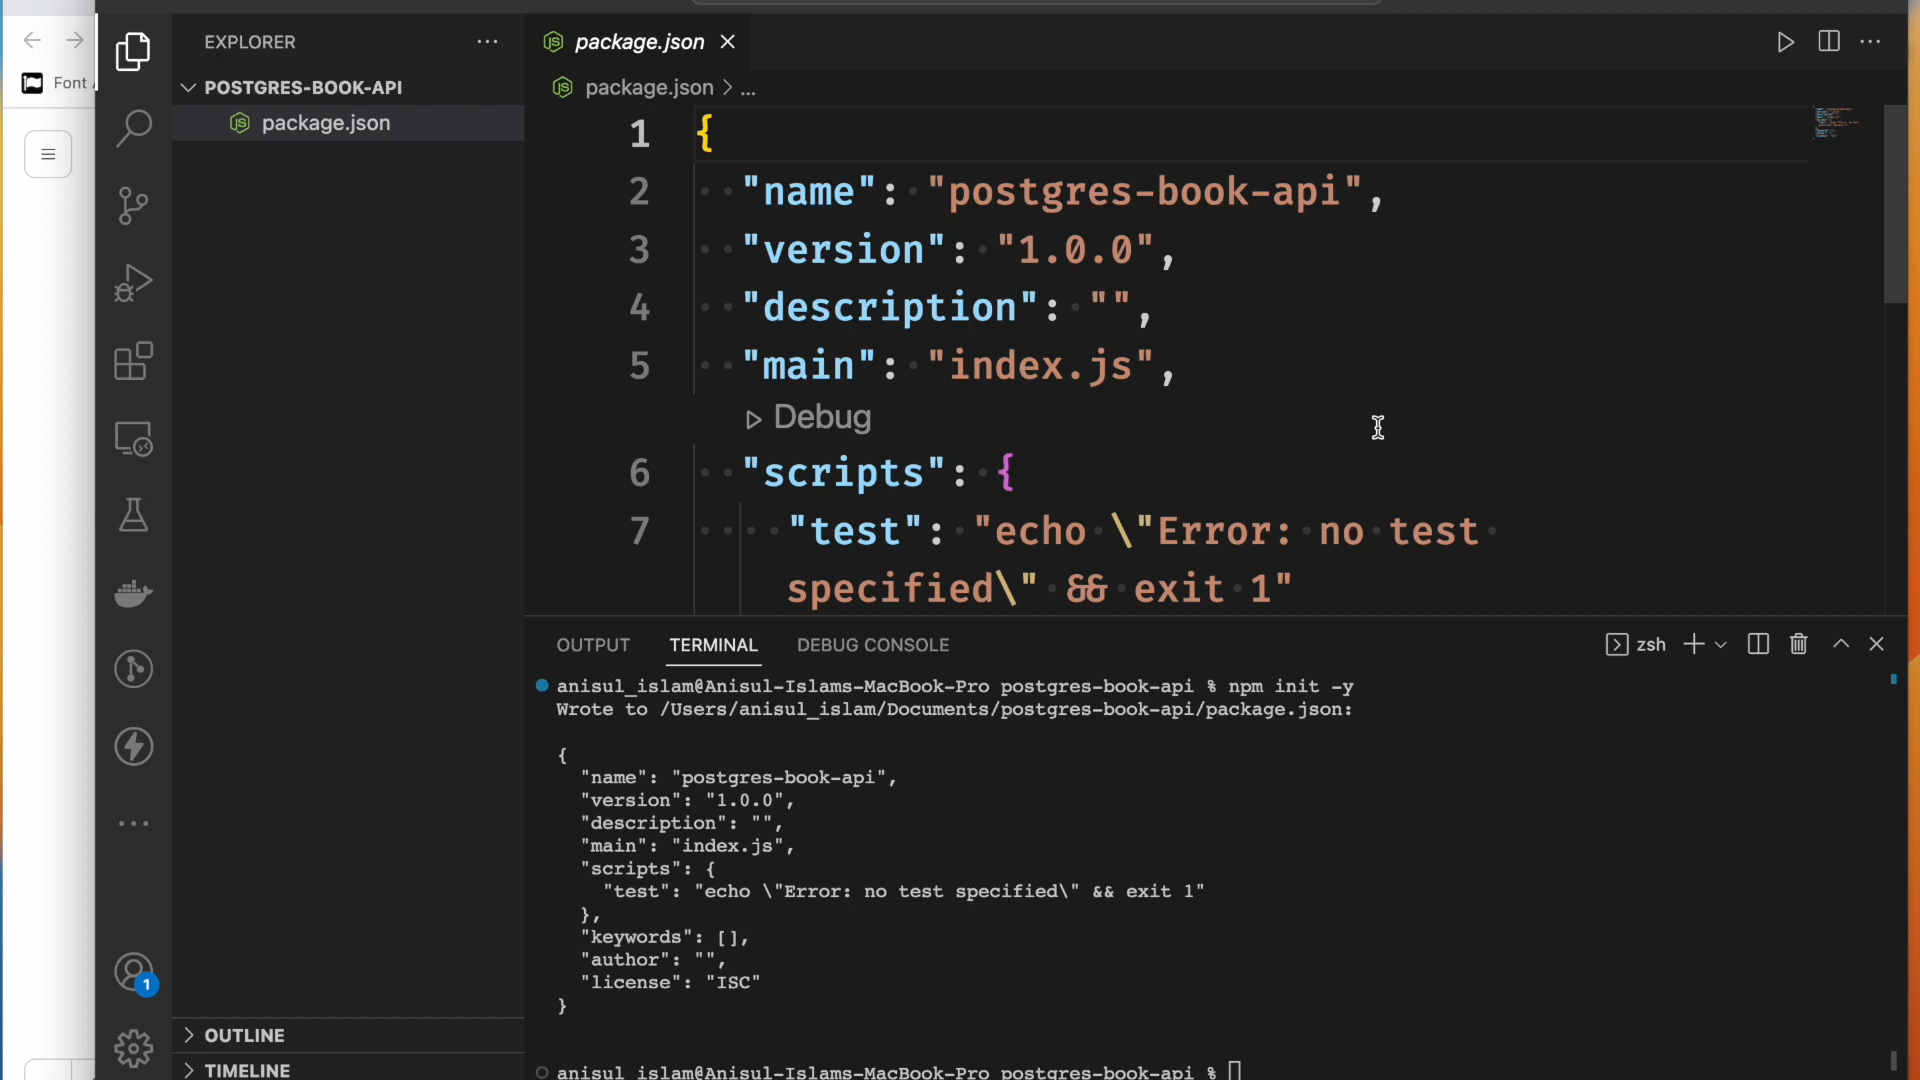 Font
EXPLORER
POSTGRES-BOOK-API
package.json
OUTLINE
TIMELINE
1
package.json
package.json > ...
1 {
2 "name": "postgres-book-api",
3 "version": "1.0.0",
4 "description": "",
5 "main": "index.js",
Debug
6 "scripts": {
7 "test": "echo \"Error: no test
specified\" && exit 1"
OUTPUT TERMINAL DEBUG CONSOLE zsh
anisul_islam@Anisul-Islams-MacBook-Pro postgres-book-api % npm init -y
Wrote to /Users/anisul_islam/Documents/postgres-book-api/package.json:
{
"name": "postgres-book-api",
"version": "1.0.0",
"description": "",
"main": "index.js",
"scripts": {
"test": "echo \"Error: no test specified\" && exit 1"
},
"keywords": [],
"author": "",
"license": "ISC"
}
anisul_islam@Anisul-Islams-MacBook-Pro postgres-book-api %